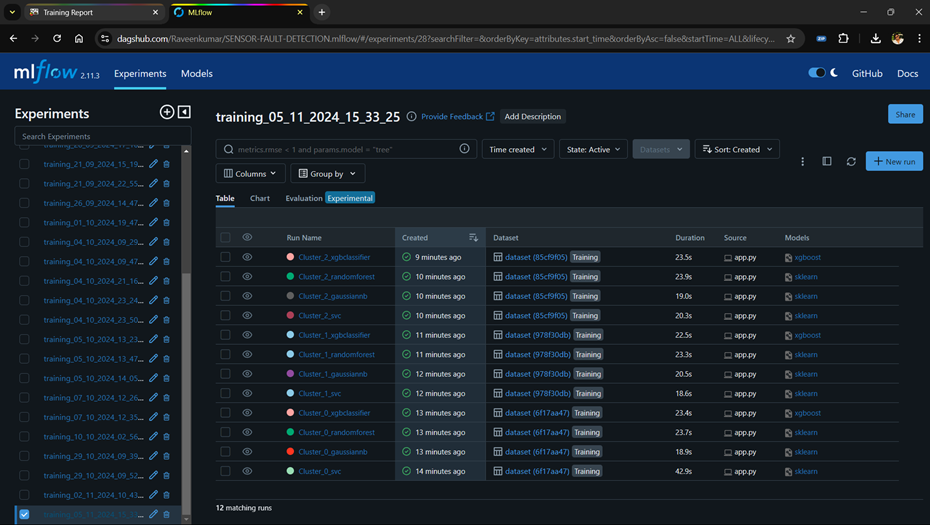 Training Report
MLflow
dagshub.com/Raveenkumar/SENSOR-FAULT-DETECTION.mlflow/#/experiments/28?searchFilter=&orderByKey=attributes.start_time&orderByAsc=false&startTime=ALL&lifecy...
ZIP
mlflow 2.11.3 Experiments Models GitHub Docs
Experiments
Search Experiments
training_21_09_2024_15_19...
training_21_09_2024_22_55...
training_26_09_2024_14_47...
training_01_10_2024_19_47...
training_04_10_2024_09_29...
training_04_10_2024_09_47...
training_04_10_2024_21_16...
training_04_10_2024_23_24...
training_04_10_2024_23_50...
training_05_10_2024_13_23...
training_05_10_2024_13_47...
training_05_10_2024_14_05...
training_07_10_2024_12_26...
training_07_10_2024_12_35...
training_10_10_2024_02_56...
training_29_10_2024_09_39...
training_29_10_2024_09_52...
training_02_11_2024_10_43...
training_05_11_2024_15_33_25 Provide Feedback Add Description Share
metrics.rmse < 1 and params.model = "tree" Time created State: Active Datasets Sort: Created
New run
Columns Group by
Table Chart Evaluation Experimental
Run Name Created Dataset Duration Source Models
Cluster_2_xgbclassifier 9 minutes ago dataset (85cf9f05) Training 23.5s app.py xgboost
Cluster_2_randomforest 10 minutes ago dataset (85cf9f05) Training 23.9s app.py sklearn
Cluster_2_gaussiannb 10 minutes ago dataset (85cf9f05) Training 19.0s app.py sklearn
Cluster_2_svc 10 minutes ago dataset (85cf9f05) Training 20.3s app.py sklearn
Cluster_1_xgbclassifier 11 minutes ago dataset (978f30db) Training 22.5s app.py xgboost
Cluster_1_randomforest 11 minutes ago dataset (978f30db) Training 23.3s app.py sklearn
Cluster_1_gaussiannb 12 minutes ago dataset (978f30db) Training 20.5s app.py sklearn
Cluster_1_svc 12 minutes ago dataset (978f30db) Training 18.6s app.py sklearn
Cluster_0_xgbclassifier 13 minutes ago dataset (6f17aa47) Training 23.4s app.py xgboost
Cluster_0_randomforest 13 minutes ago dataset (6f17aa47) Training 23.7s app.py sklearn
Cluster_0_gaussiannb 13 minutes ago dataset (6f17aa47) Training 18.9s app.py sklearn
Cluster_0_svc 14 minutes ago dataset (6f17aa47) Training 42.9s app.py sklearn
12 matching runs